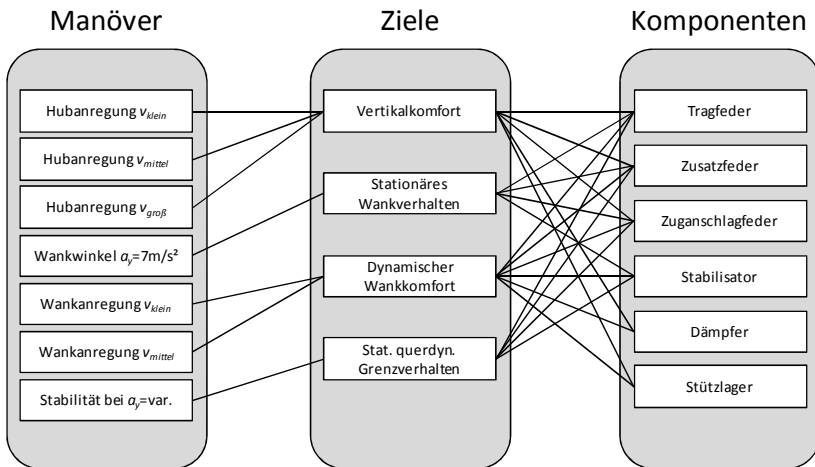 Manöver
Hubanregung vklein
Hubanregung vmittel
Hubanregung vgroß
Wankwinkel ay=7m/s²
Wankanregung vklein
Wankanregung vmittel
Stabilität bei ay=var.
Ziele
Vertikalkomfort
Stationäres
Wankverhalten
Dynamischer
Wankkomfort
Stat. querdyn.
Grenzverhalten
Komponenten
Tragfeder
Zusatzfeder
Zuganschlagfeder
Stabilisator
Dämpfer
Stützlager